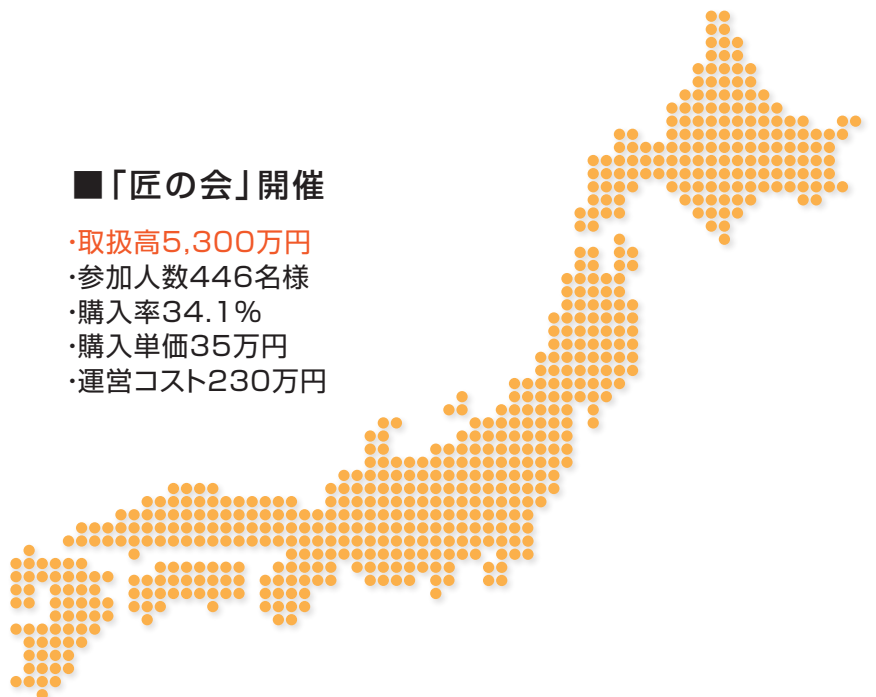 ■「匠の会」開催
・取扱高5,300万円
・参加人数446名様
・購入率34.1%
・購入単価35万円
・運営コスト230万円